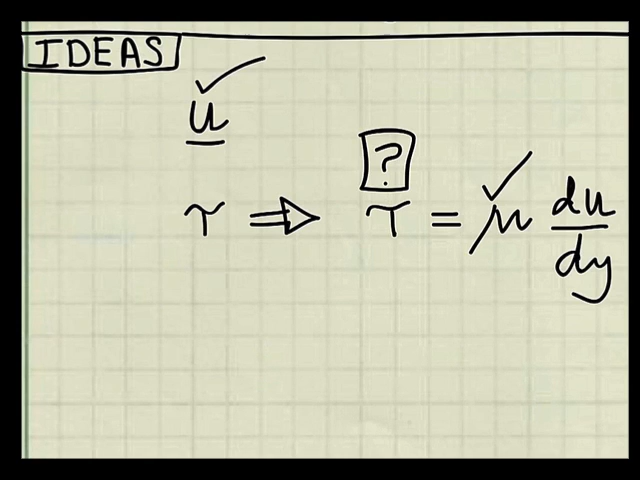 IDEAS
u ✓
?
✓
τ ⇒ τ = μ du/dy